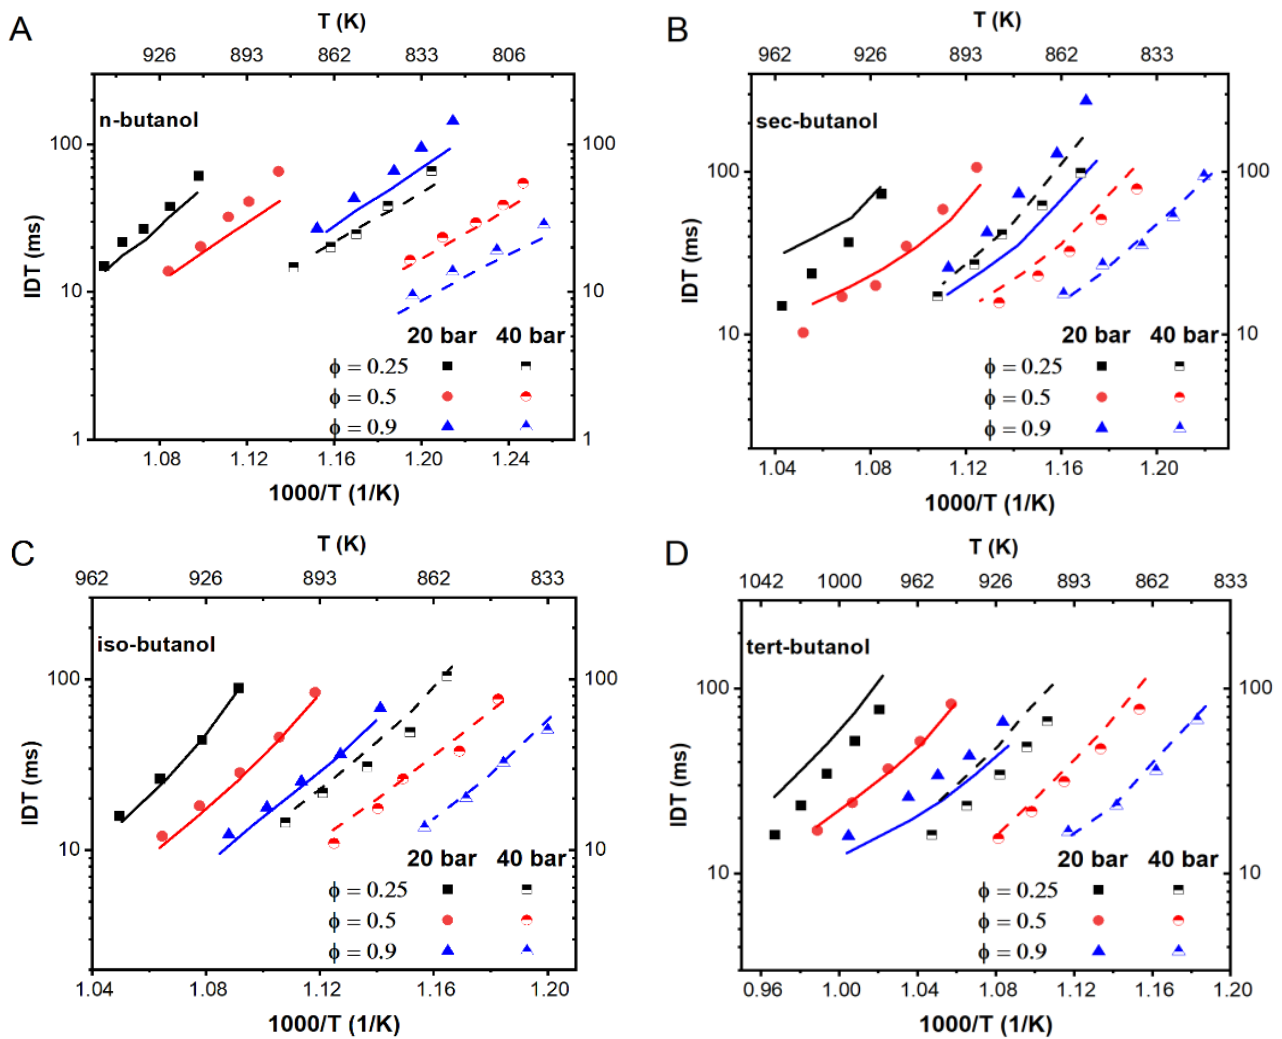 A
T (K)
926 893 862 833 806
n-butanol
100
10
1
100
10
1
IDT (ms)
20 bar 40 bar
ϕ = 0.25
ϕ = 0.5
ϕ = 0.9
1.08 1.12 1.16 1.20 1.24
1000/T (1/K)
B
T (K)
962 926 893 862 833
sec-butanol
100
10
100
10
IDT (ms)
20 bar 40 bar
ϕ = 0.25
ϕ = 0.5
ϕ = 0.9
1.04 1.08 1.12 1.16 1.20
1000/T (1/K)
C
T (K)
962 926 893 862 833
iso-butanol
100
10
100
10
IDT (ms)
20 bar 40 bar
ϕ = 0.25
ϕ = 0.5
ϕ = 0.9
1.04 1.08 1.12 1.16 1.20
1000/T (1/K)
D
T (K)
1042 1000 962 926 893 862 833
tert-butanol
100
10
100
10
IDT (ms)
20 bar 40 bar
ϕ = 0.25
ϕ = 0.5
ϕ = 0.9
0.96 1.00 1.04 1.08 1.12 1.16 1.20
1000/T (1/K)